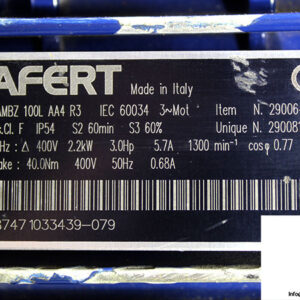 AFERT Made in Italy
AMBZ 100L AA4 R3 IEC 60034 3~Mot Item N. 29006
.Cl. F IP54 S2 60min S3 60% Unique N. 290081
Hz: Δ 400V 2.2kW 3.0Hp 5.7A 1300 min⁻¹ cosφ 0.77
ake: 40.0Nm 400V 50Hz 0.68A
8747 1033439-079